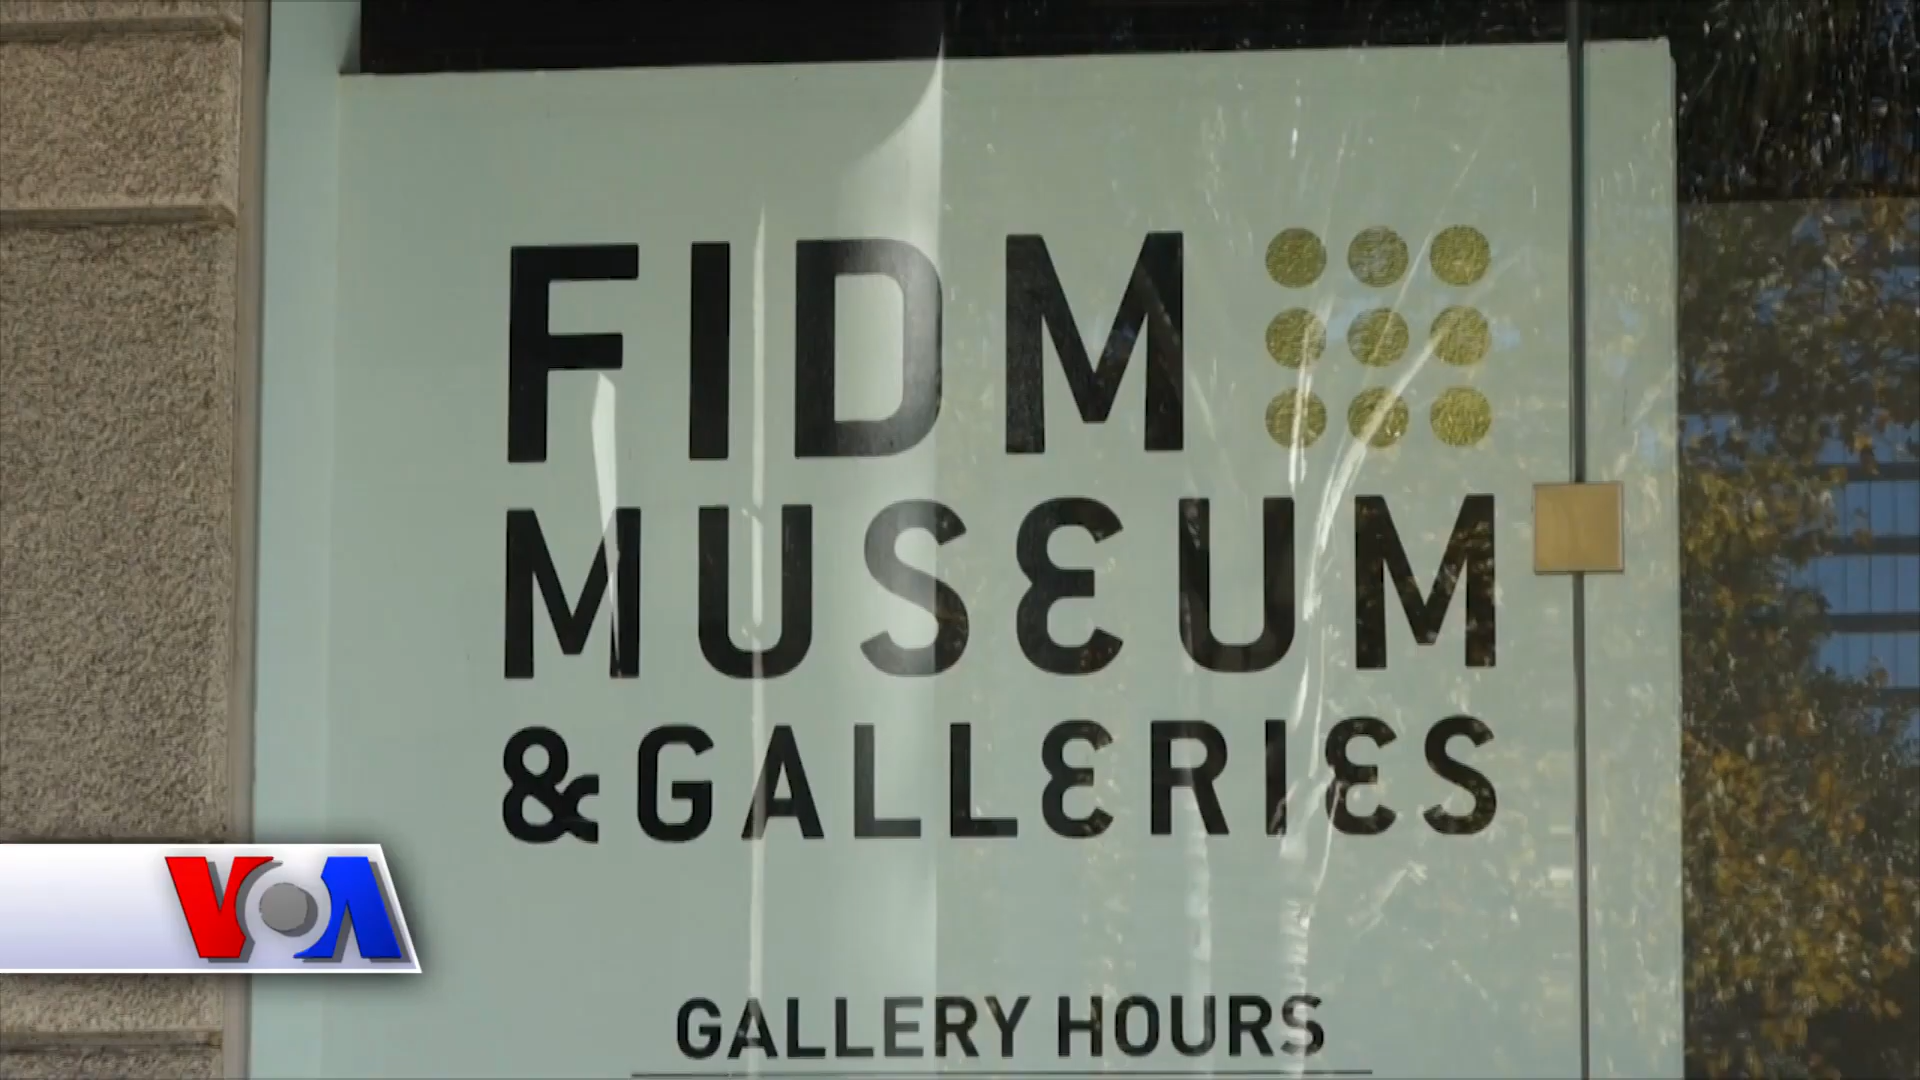 FIDM
MUSEUM
& GALLERIES
GALLERY HOURS
VOA